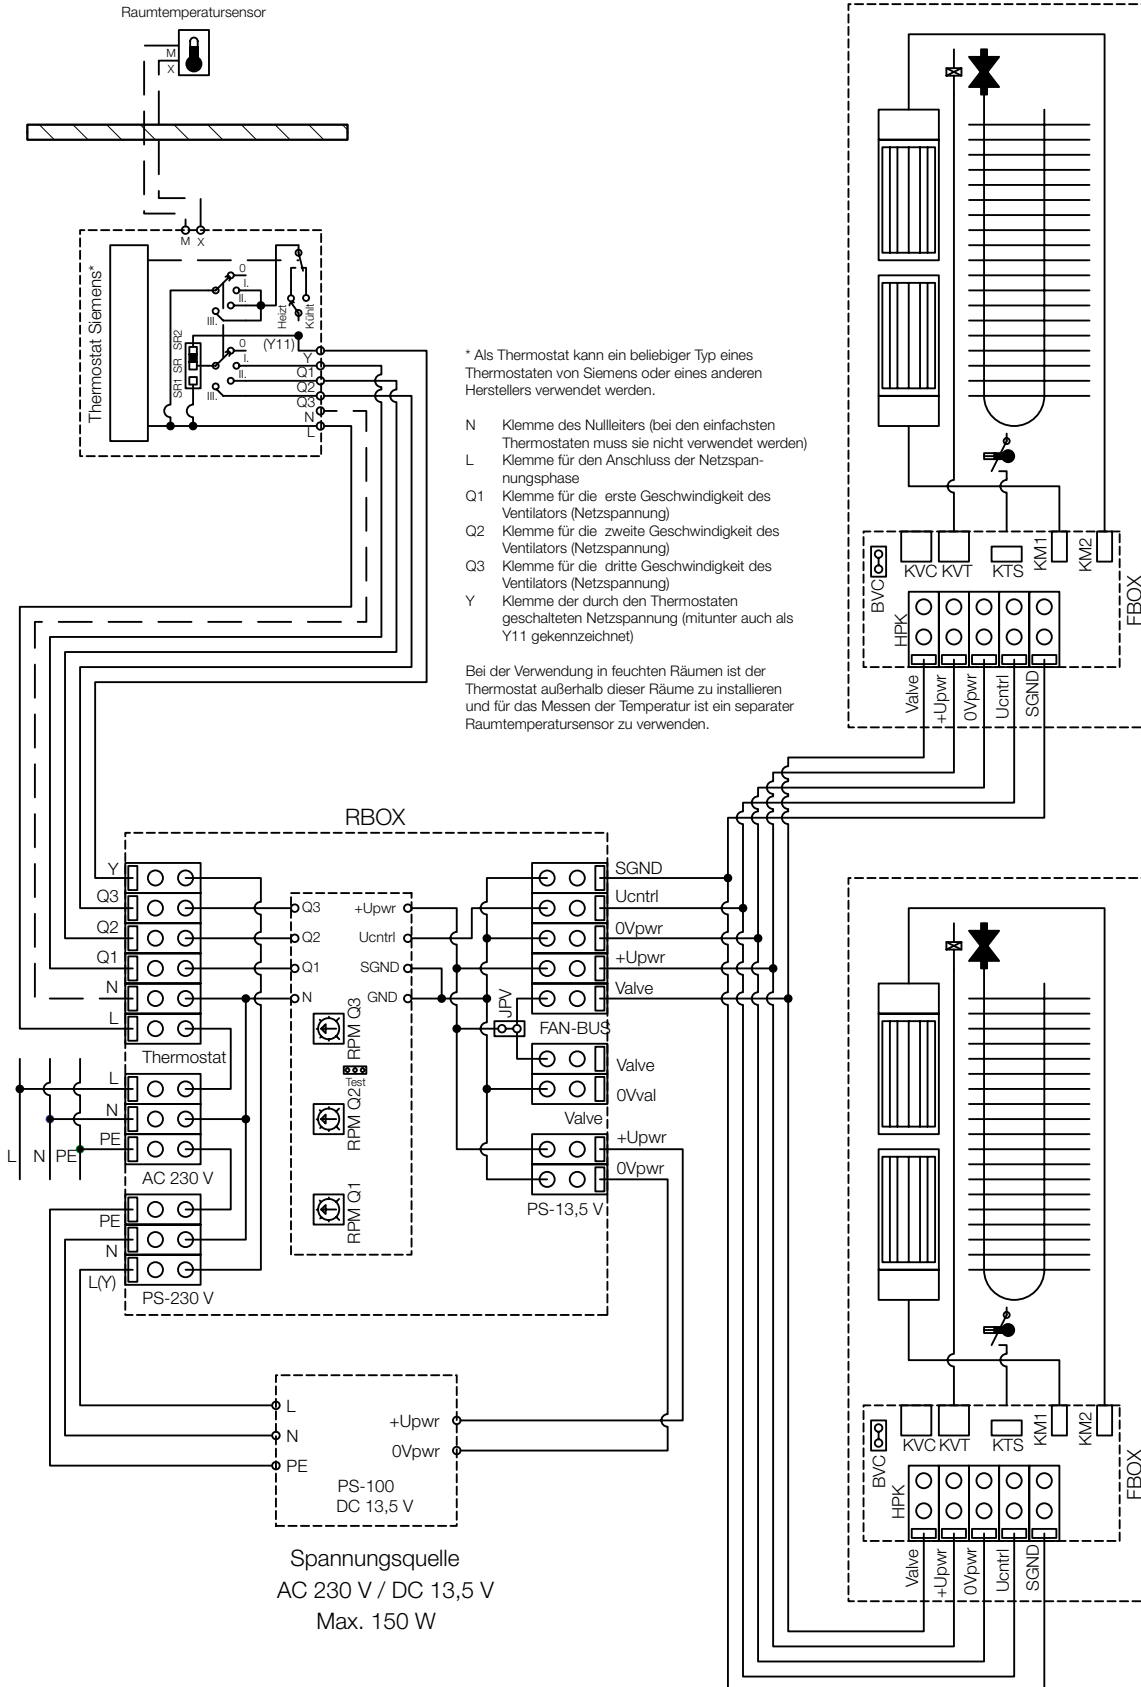 Raumtemperatursensor
M
X
M X
Thermostat Siemens*
0
I.
II.
III.
Heizt
Kühlt
SR1 SR SR2
0
I.
II.
III.
(Y11)
Y
Q1
Q2
Q3
N
L
* Als Thermostat kann ein beliebiger Typ eines
Thermostaten von Siemens oder eines anderen
Herstellers verwendet werden.
N Klemme des Nullleiters (bei den einfachsten
Thermostaten muss sie nicht verwendet werden)
L Klemme für den Anschluss der Netzspan-
nungsphase
Q1 Klemme für die erste Geschwindigkeit des
Ventilators (Netzspannung)
Q2 Klemme für die zweite Geschwindigkeit des
Ventilators (Netzspannung)
Q3 Klemme für die dritte Geschwindigkeit des
Ventilators (Netzspannung)
Y Klemme der durch den Thermostaten
geschalteten Netzspannung (mitunter auch als
Y11 gekennzeichnet)
Bei der Verwendung in feuchten Räumen ist der
Thermostat außerhalb dieser Räume zu installieren
und für das Messen der Temperatur ist ein separater
Raumtemperatursensor zu verwenden.
BVC
KVC KVT
KTS
KM1
KM2
HPK
FBOX
Valve
+Upwr
0Vpwr
Ucntrl
SGND
RBOX
Y
Q3
Q2
Q1
N
L
Thermostat
L
N
PE
AC 230 V
L N PE
PE
N
L(Y)
PS-230 V
Q3
Q2
Q1
N
+Upwr
Ucntrl
SGND
GND
RPM Q3
Test
RPM Q2
RPM Q1
JPV
SGND
Ucntrl
0Vpwr
+Upwr
Valve
FAN-BUS
Valve
0Vval
Valve
+Upwr
0Vpwr
PS-13,5 V
L
N
PE
+Upwr
0Vpwr
PS-100
DC 13,5 V
Spannungsquelle
AC 230 V / DC 13,5 V
Max. 150 W
BVC
KVC KVT
KTS
KM1
KM2
HPK
FBOX
Valve
+Upwr
0Vpwr
Ucntrl
SGND